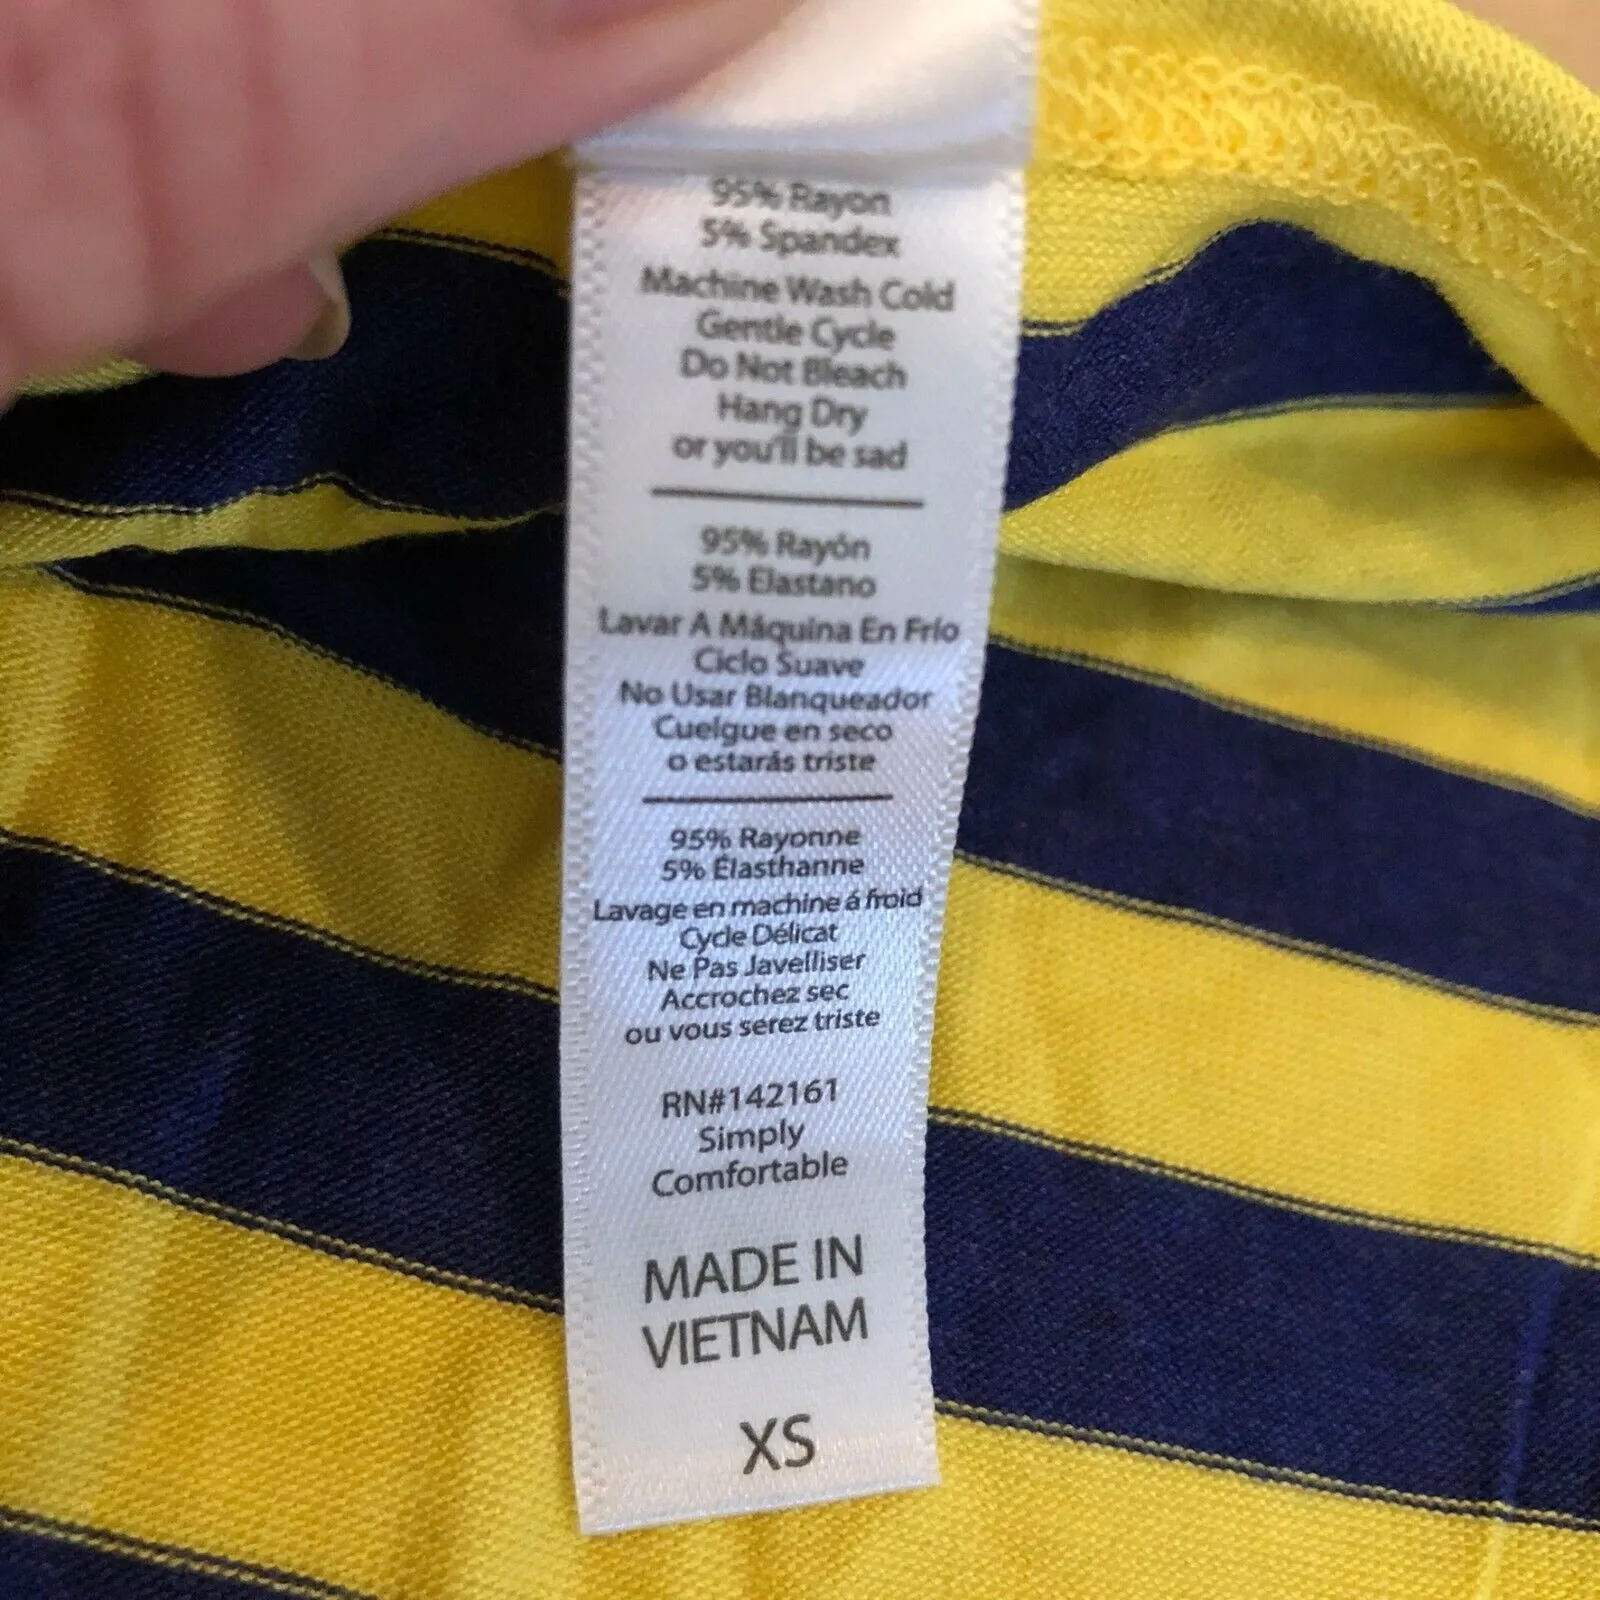 95% Rayon
5% Spandex
Machine Wash Cold
Gentle Cycle
Do Not Bleach
Hang Dry
or you'll be sad
95% Rayón
5% Elastano
Lavar A Máquina En Frío
Ciclo Suave
No Usar Blanqueador
Cuelgue en seco
o estarás triste
95% Rayonne
5% Élasthanne
Lavage en machine á froid
Cycle Délicat
Ne Pas Javelliser
Accrochez sec
ou vous serez triste
RN#142161
Simply
Comfortable
MADE IN
VIETNAM
XS